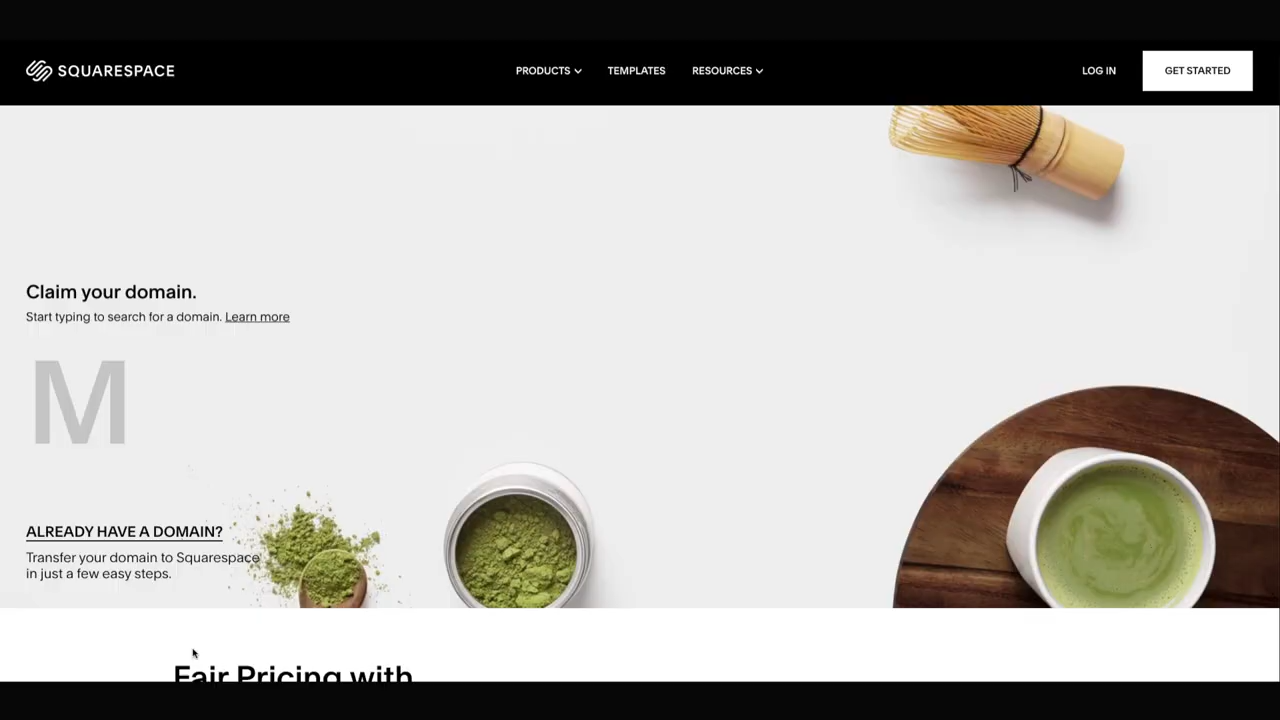 SQUARESPACE
PRODUCTS
TEMPLATES
RESOURCES
LOG IN
GET STARTED
Claim your domain.
Start typing to search for a domain. Learn more
M
ALREADY HAVE A DOMAIN?
Transfer your domain to Squarespace
in just a few easy steps.
Fair Pricing with